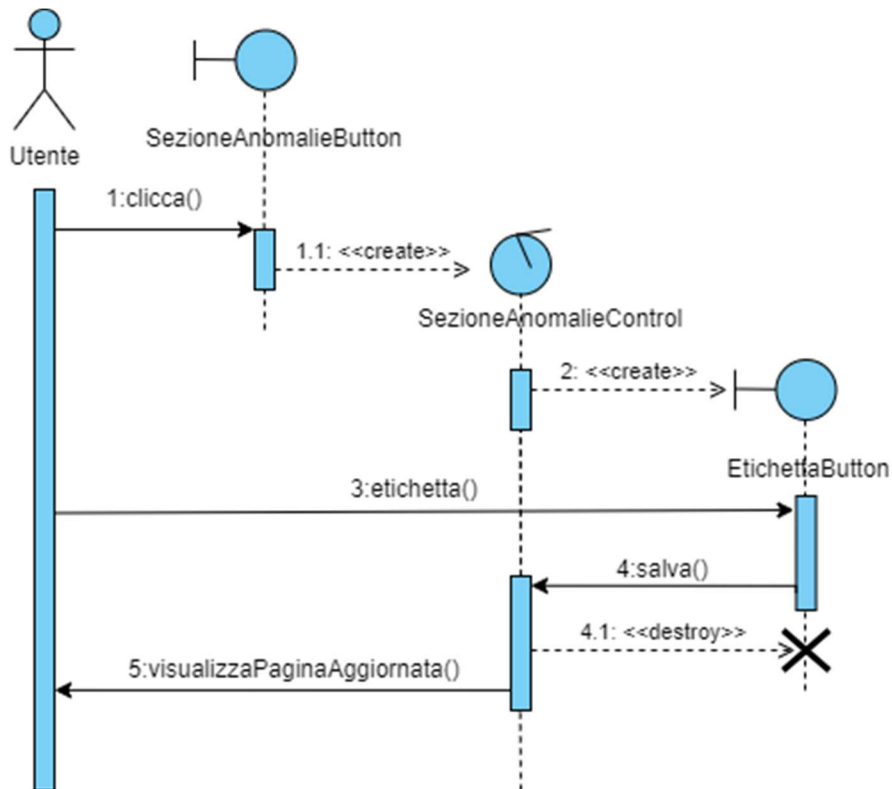 SezioneAnomalieButton
Utente
1:clicca()
1.1: <<create>>
SezioneAnomalieControl
2: <<create>>
EtichettaButton
3:etichetta()
4:salva()
4.1: <<destroy>>
5:visualizzaPaginaAggiornata()